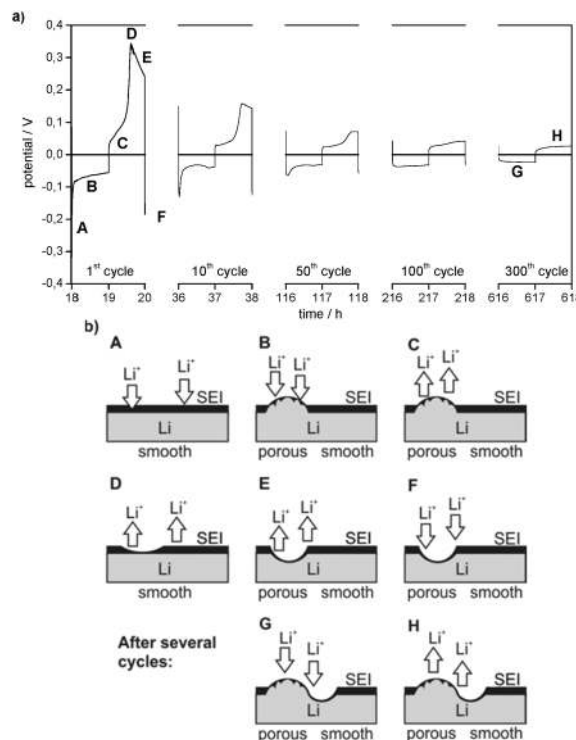 a)
potential / V
0,4
0,3
0,2
0,1
0,0
-0,1
0,2
-0,3
-0,4
A
B
C
D
E
F
G
H
1st cycle
10th cycle
50th cycle
100th cycle
300th cycle
18 19 20
36 37 38
116 117 118
216 217 218
616 617 618
time / h
b)
A
Li+ Li+
SEI
Li
smooth
B
Li+ Li+
SEI
Li
porous smooth
C
Li+ Li+
SEI
Li
porous smooth
D
Li+ Li+
SEI
Li
smooth
E
Li+ Li+
SEI
Li
porous smooth
F
Li+ Li+
SEI
Li
porous smooth
After several
cycles:
G
Li+ Li+
SEI
Li
porous smooth
H
Li+ Li+
SEI
Li
porous smooth